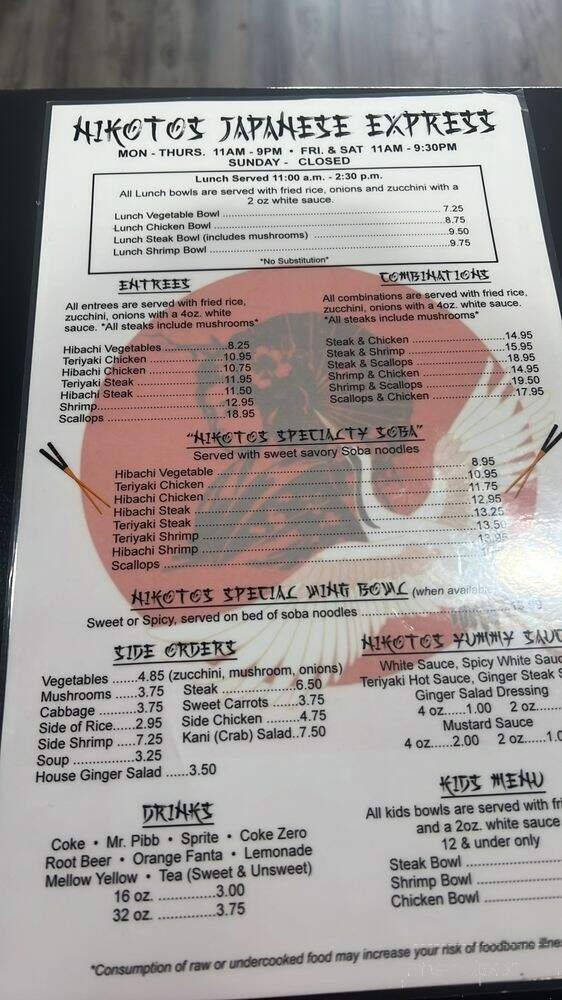 NIKOTOS JAPANESE EXPRESS
MON - THURS. 11AM - 9PM • FRI. & SAT 11AM - 9:30PM
SUNDAY - CLOSED
Lunch Served 11:00 a.m. - 2:30 p.m.
All Lunch bowls are served with fried rice, onions and zucchini with a
2 oz white sauce.
Lunch Vegetable Bowl 7.25
Lunch Chicken Bowl 8.75
Lunch Steak Bowl (includes mushrooms) 9.50
Lunch Shrimp Bowl 9.75
*No Substitution*
ENTREES
All entrees are served with fried rice,
zucchini, onions with a 4oz. white
sauce. *All steaks include mushrooms*
Hibachi Vegetables 8.25
Teriyaki Chicken 10.95
Hibachi Chicken 10.75
Teriyaki Steak 11.95
Hibachi Steak 11.50
Shrimp 12.95
Scallops 18.95
COMBINATIONS
All combinations are served with fried rice,
zucchini, onions with a 4oz. white sauce.
*All steaks include mushrooms*
Steak & Chicken 14.95
Steak & Shrimp 15.95
Steak & Scallops 18.95
Shrimp & Chicken 14.95
Shrimp & Scallops 19.50
Scallops & Chicken 17.95
"NIKOTOS SPECIALTY SOBA"
Served with sweet savory Soba noodles
Hibachi Vegetable 8.95
Teriyaki Chicken 10.95
Hibachi Chicken 11.75
Hibachi Steak 12.95
Teriyaki Steak 13.25
Teriyaki Shrimp 13.50
Hibachi Shrimp
Scallops
NIKOTOS SPECIAL WING BOWL (when
Sweet or Spicy, served on bed of soba noodles
SIDE ORDERS
Vegetables 4.85 (zucchini, mushroom, onions)
Mushrooms 3.75
Cabbage 3.75
Side of Rice 2.95
Side Shrimp 7.25
Soup 3.25
House Ginger Salad 3.50
Steak 6.50
Sweet Carrots 3.75
Side Chicken 4.75
Kani (Crab) Salad 7.50
NIKOTOS YUMMY
White Sauce, Spicy White
Teriyaki Hot Sauce, Ginger Steak
Ginger Salad Dressing
4 oz 1.00 2 oz
Mustard Sauce
4 oz 2.00 2 oz
DRINKS
Coke • Mr. Pibb • Sprite • Coke Zero
Root Beer • Orange Fanta • Lemonade
Mellow Yellow • Tea (Sweet & Unsweet)
16 oz. 3.00
32 oz. 3.75
KIDS MENU
All kids bowls are served with
and a 2oz. white sauce
12 & under only
Steak Bowl
Shrimp Bowl
Chicken Bowl
*Consumption of raw or undercooked food may increase your risk of foodborne